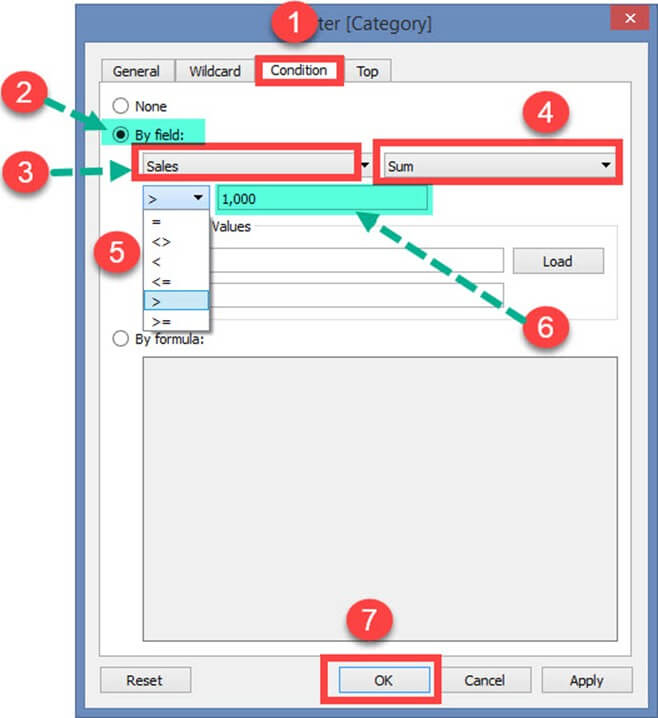 1
ter [Category]
General Wildcard Condition Top
2
None
4
By field:
3
Sales Sum
> 1,000
=
Values
5
<>
<
Load
<=
>
6
>=
By formula:
7
Reset OK Cancel Apply